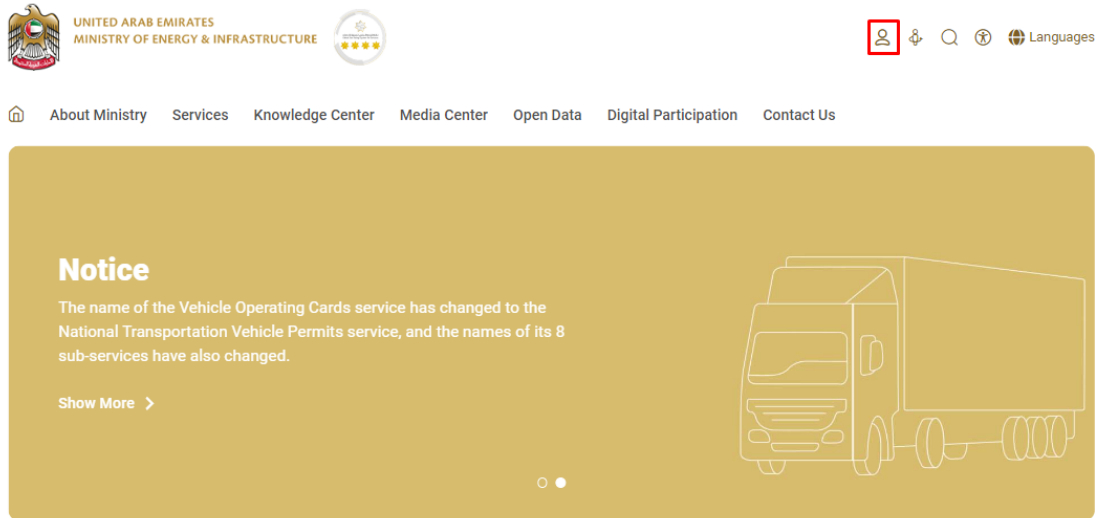 UNITED ARAB EMIRATES
MINISTRY OF ENERGY & INFRASTRUCTURE
Languages
About Ministry Services Knowledge Center Media Center Open Data Digital Participation Contact Us
Notice
The name of the Vehicle Operating Cards service has changed to the
National Transportation Vehicle Permits service, and the names of its 8
sub-services have also changed.
Show More